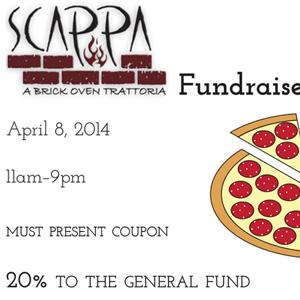 SCAPPA
A BRICK OVEN TRATTORIA
Fundraise
April 8, 2014
11am-9pm
MUST PRESENT COUPON
20% TO THE GENERAL FUND